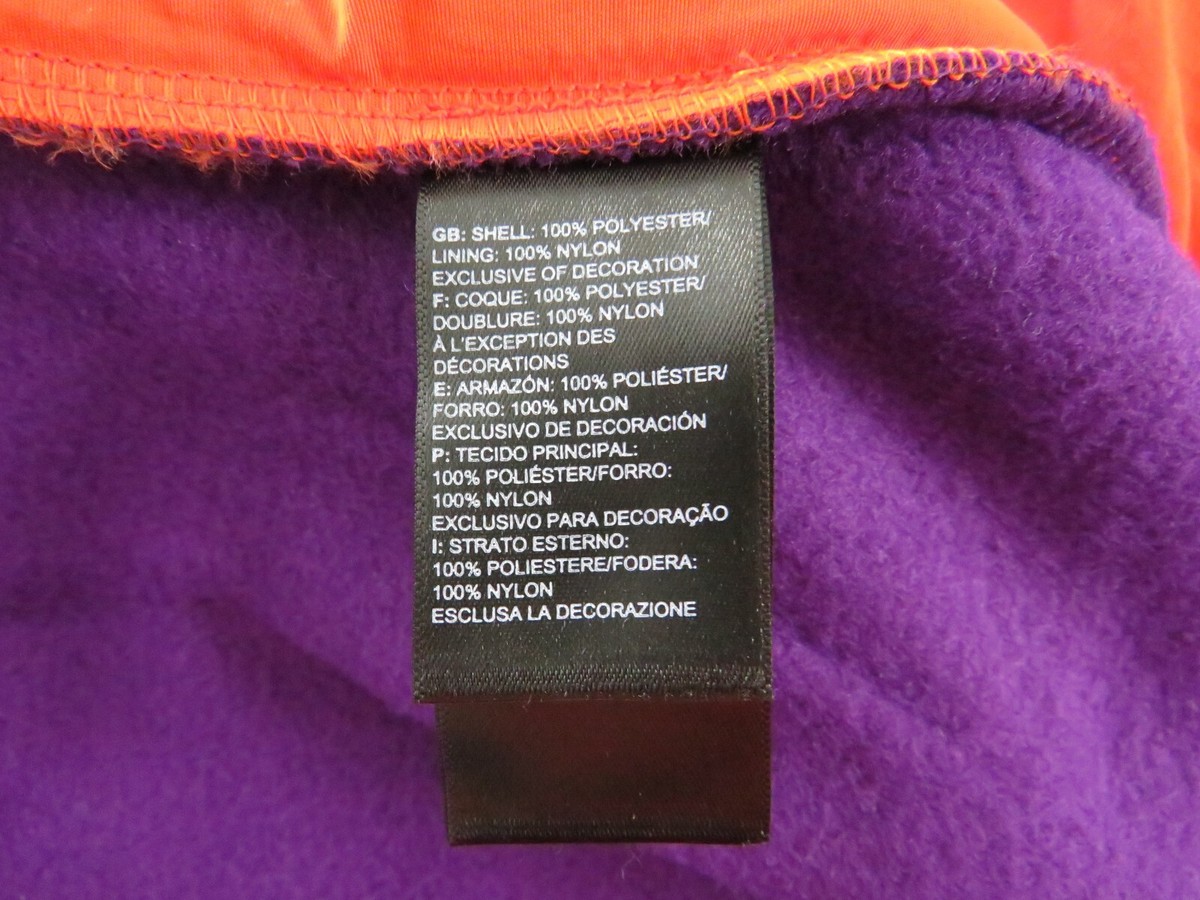 GB: SHELL: 100% POLYESTER/
LINING: 100% NYLON
EXCLUSIVE OF DECORATION
F: COQUE: 100% POLYESTER/
DOUBLURE: 100% NYLON
À L'EXCEPTION DES
DÉCORATIONS
E: ARMAZÓN: 100% POLIÉSTER/
FORRO: 100% NYLON
EXCLUSIVO DE DECORACIÓN
P: TECIDO PRINCIPAL:
100% POLIÉSTER/FORRO:
100% NYLON
EXCLUSIVO PARA DECORAÇÃO
I: STRATO ESTERNO:
100% POLIESTERE/FODERA:
100% NYLON
ESCLUSA LA DECORAZIONE